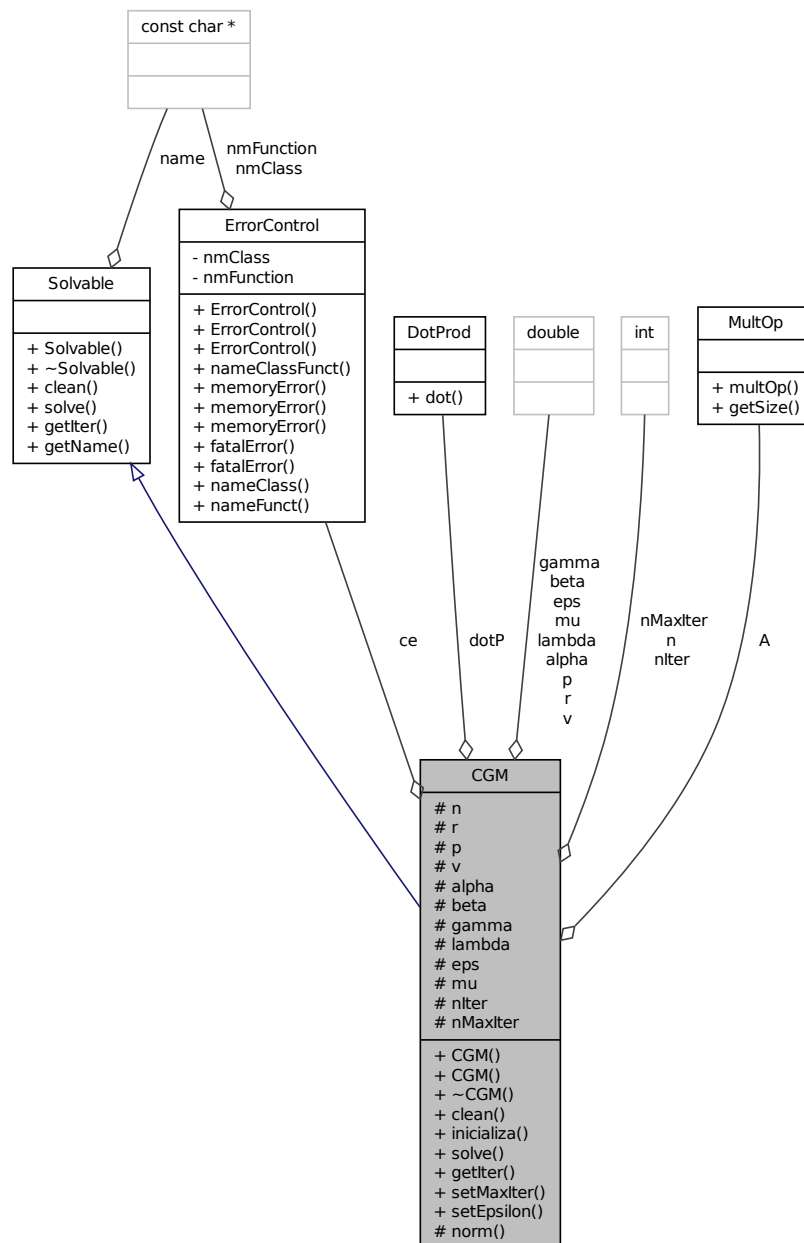 const char *
name
nmFunction
nmClass
ErrorControl
- nmClass
- nmFunction
+ ErrorControl()
+ ErrorControl()
+ ErrorControl()
+ nameClassFunct()
+ memoryError()
+ memoryError()
+ memoryError()
+ fatalError()
+ fatalError()
+ nameClass()
+ nameFunct()
Solvable
+ Solvable()
+ ~Solvable()
+ clean()
+ solve()
+ getIter()
+ getName()
DotProd
+ dot()
double
int
MultOp
+ multOp()
+ getSize()
ce
dotP
gamma
beta
eps
mu
lambda
alpha
p
r
v
nMaxIter
n
nIter
A
CGM
# n
# r
# p
# v
# alpha
# beta
# gamma
# lambda
# eps
# mu
# nIter
# nMaxIter
+ CGM()
+ CGM()
+ ~CGM()
+ clean()
+ inicializa()
+ solve()
+ getIter()
+ setMaxIter()
+ setEpsilon()
# norm()